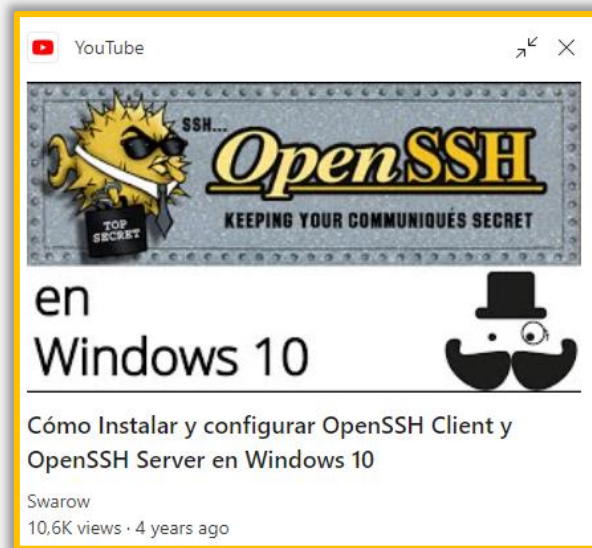 YouTube
SSH...
OpenSSH
KEEPING YOUR COMMUNIQUÉS SECRET
TOP
SECRET
en
Windows 10
Cómo Instalar y configurar OpenSSH Client y
OpenSSH Server en Windows 10
Swarow
10,6K views · 4 years ago